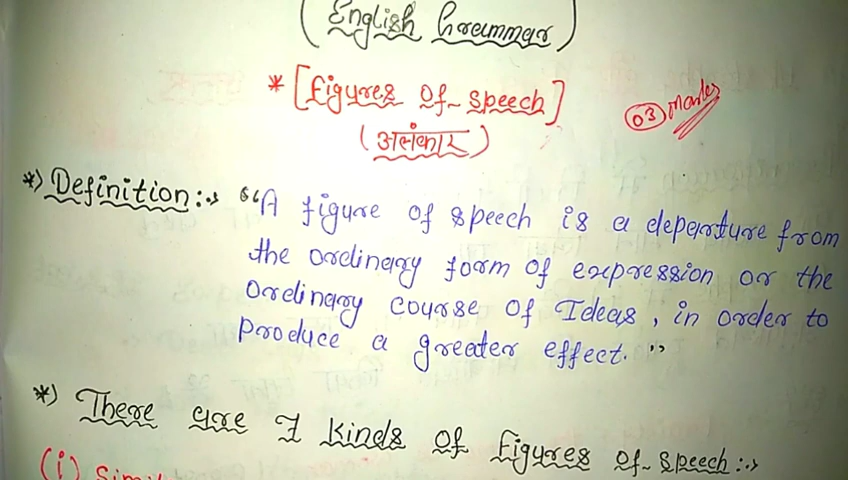 (English Grammar)
* [Figures of speech]
(अलंकार)
03 Marks
*) Definition:→ "A figure of speech is a departure from
the ordinary form of expression or the
ordinary course of Ideas, in order to
produce a greater effect."
*) There are 7 Kinds of Figures of speech:→
(i)